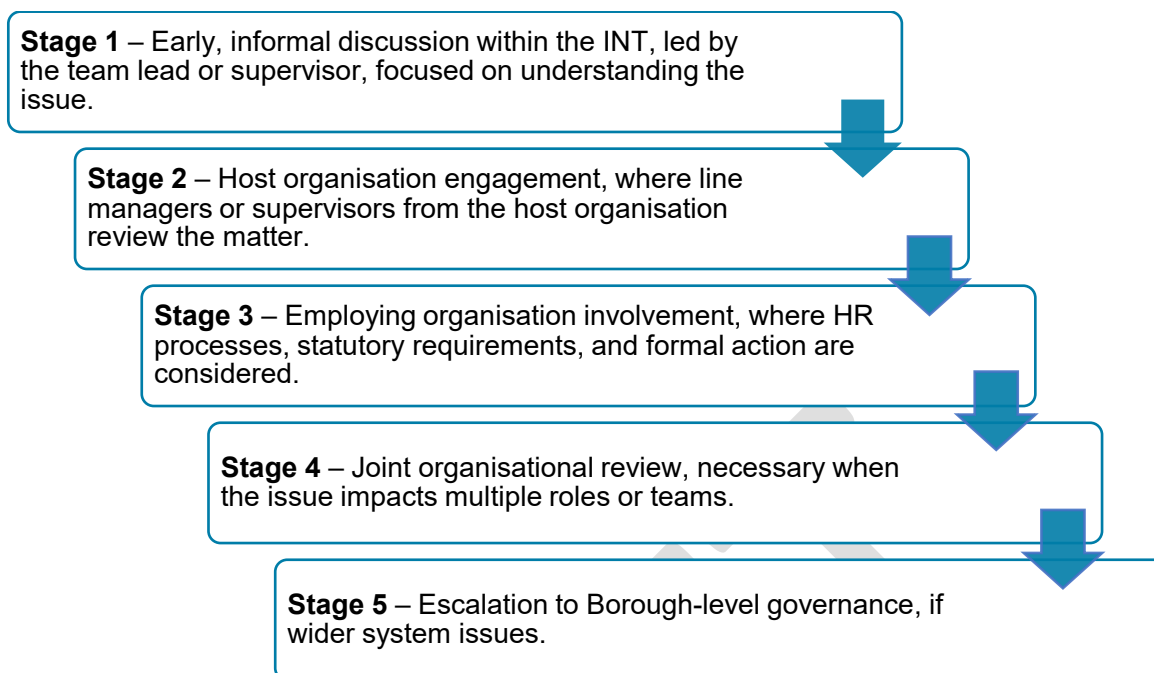 Stage 1 – Early, informal discussion within the INT, led by
the team lead or supervisor, focused on understanding the
issue.
Stage 2 – Host organisation engagement, where line
managers or supervisors from the host organisation
review the matter.
Stage 3 – Employing organisation involvement, where HR
processes, statutory requirements, and formal action are
considered.
Stage 4 – Joint organisational review, necessary when
the issue impacts multiple roles or teams.
Stage 5 – Escalation to Borough-level governance, if
wider system issues.